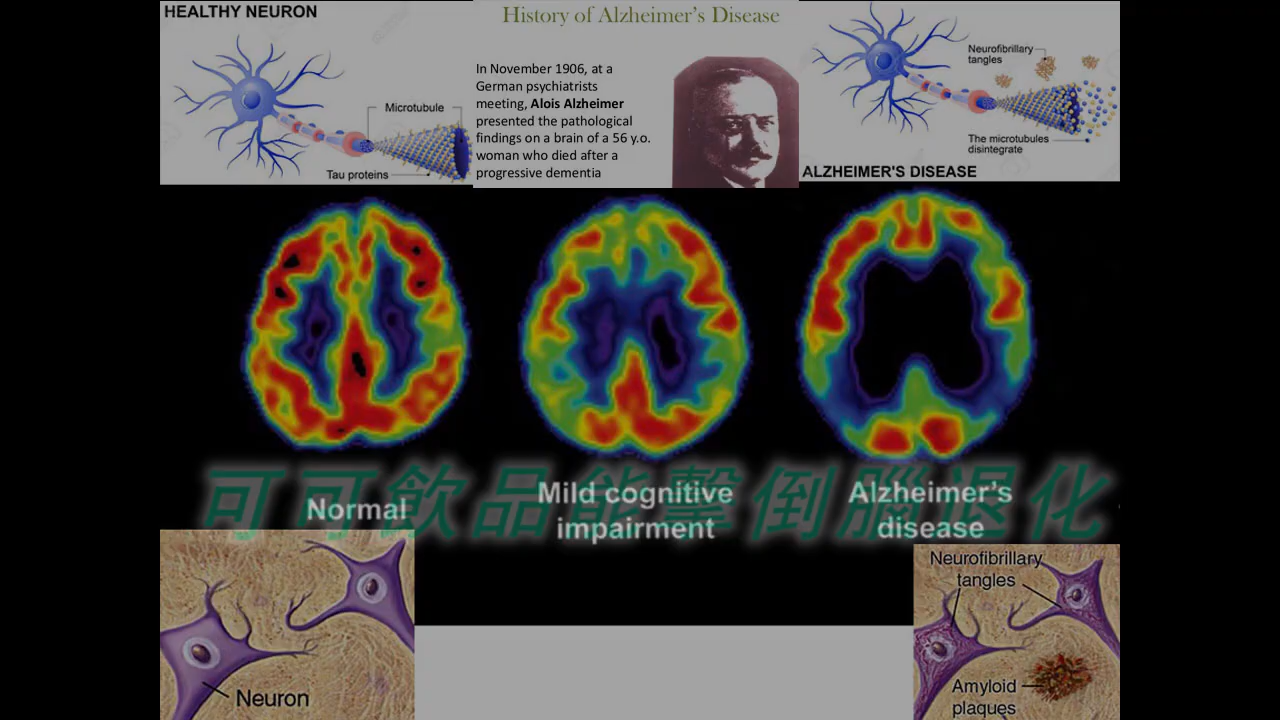 HEALTHY NEURON
Microtubule
Tau proteins
History of Alzheimer's Disease
In November 1906, at a
German psychiatrists
meeting, Alois Alzheimer
presented the pathological
findings on a brain of a 56 y.o.
woman who died after a
progressive dementia
Neurofibrillary
tangles
The microtubules
disintegrate
ALZHEIMER'S DISEASE
可可飲品能擊倒腦退化
Normal
Mild cognitive
impairment
Alzheimer's
disease
Neuron
Neurofibrillary
tangles
Amyloid
plaques